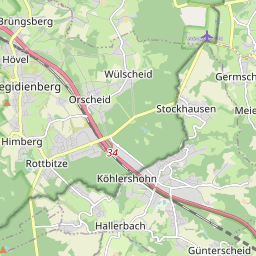 Brüngsberg
Hövel
Wülscheid
egidienberg
Germsch
Orscheid
Stockhausen
Meie
Himberg
34
Rottbitze
Köhlershohn
Hallerbach
Günterscheid